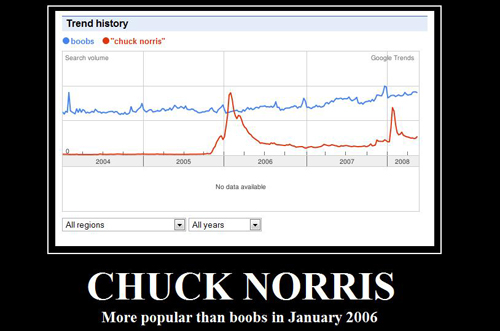 Trend history
boobs "chuck norris"
Search volume Google Trends
0
2004 2005 2006 2007 2008
No data available
All regions All years
CHUCK NORRIS
More popular than boobs in January 2006